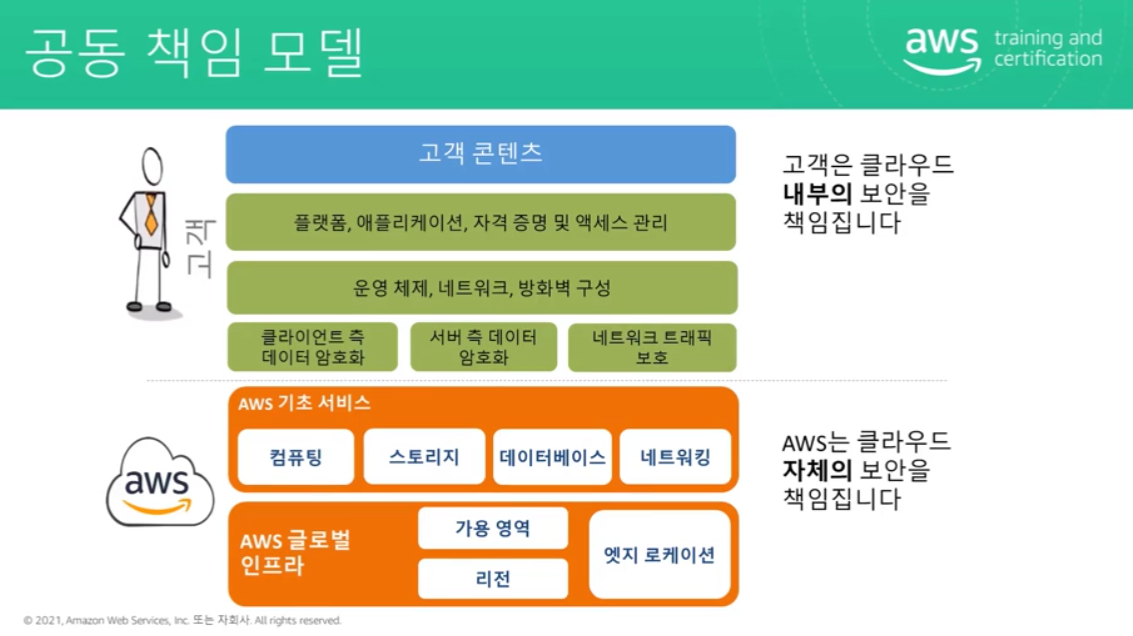 공동 책임 모델
aws training and
certification
고객
고객 콘텐츠
플랫폼, 애플리케이션, 자격 증명 및 액세스 관리
운영 체제, 네트워크, 방화벽 구성
클라이언트 측
데이터 암호화
서버 측 데이터
암호화
네트워크 트래픽
보호
고객은 클라우드
내부의 보안을
책임집니다
aws
AWS 기초 서비스
컴퓨팅
스토리지
데이터베이스
네트워킹
AWS 글로벌
인프라
가용 영역
리전
엣지 로케이션
AWS는 클라우드
자체의 보안을
책임집니다
© 2021, Amazon Web Services, Inc. 또는 자회사. All rights reserved.